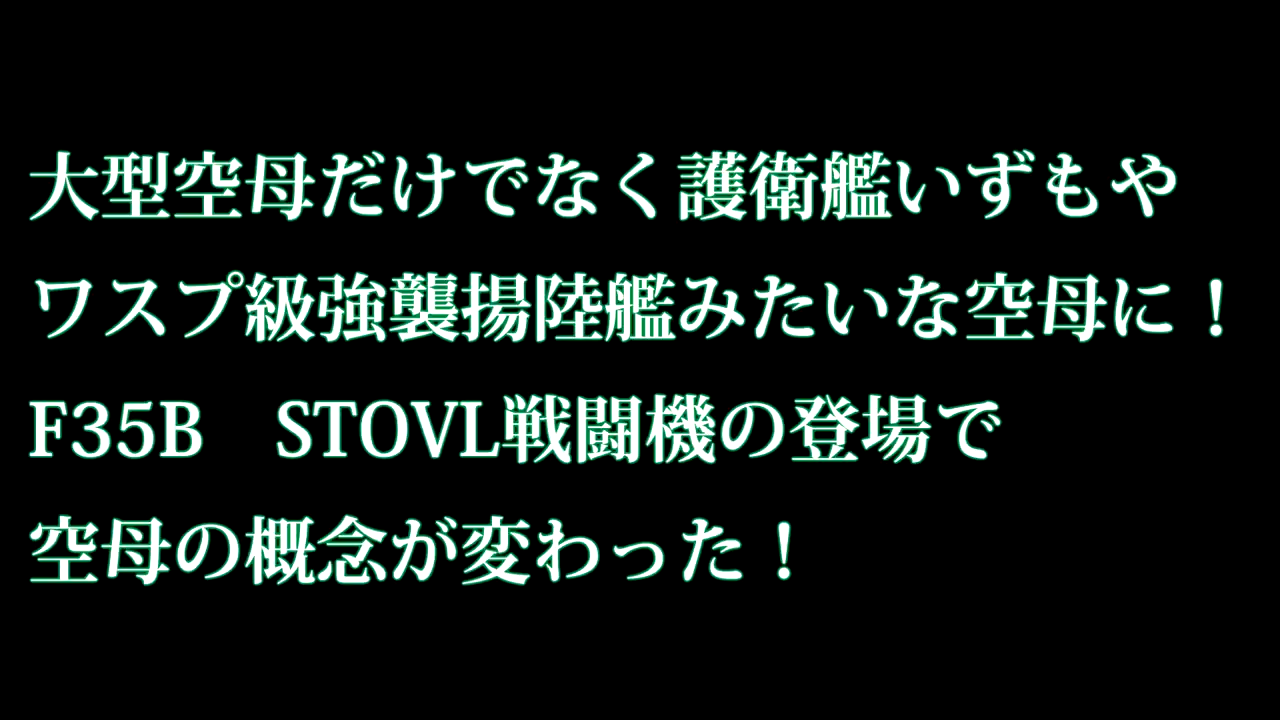 大型空母だけでなく護衛艦いずもや
ワスプ級強襲揚陸艦みたいな空母に！
F35B　STOVL戦闘機の登場で
空母の概念が変わった！